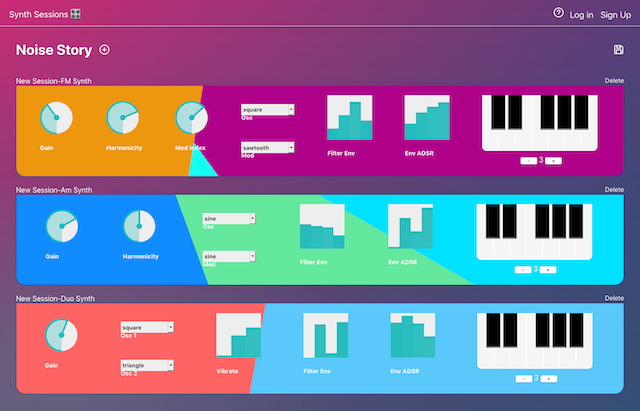 Synth Sessions 🎛️
? Log in Sign Up
Noise Story
New Session-FM Synth Delete
Gain Harmonicity Mod Index
square
Osc
sawtooth
Mod
Filter Env Env ADSR
- 3 +
New Session-Am Synth Delete
Gain Harmonicity
sine
Osc
sine
Mod
Filter Env Env ADSR
- 3 +
New Session-Duo Synth Delete
Gain
square
Osc 1
triangle
Osc 2
Vibrato Filter Env Env ADSR
- 3 +